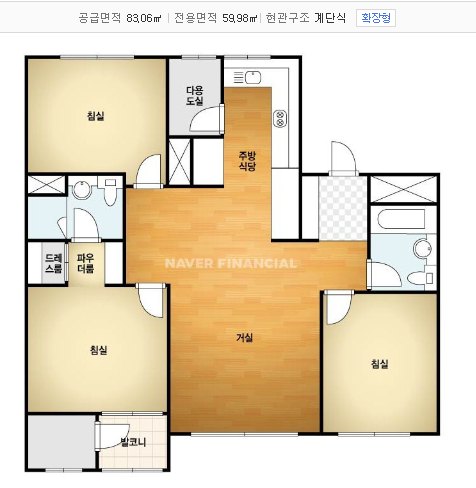 공급면적 83,06㎡ | 전용면적 59,98㎡ | 현관구조 계단식 확장형
침실
다용
도실
주방
식당
드레
스룸
파우
더룸
NAVER FINANCIAL
거실
침실
침실
발코니